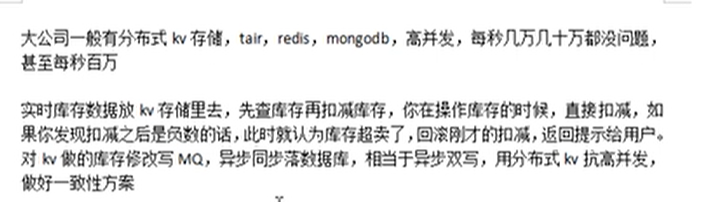 大公司一般有分布式 kv 存储，tair，redis，mongodb，高并发，每秒几万几十万都没问题，
甚至每秒百万
实时库存数据放 kv 存储里去，先查库存再扣减库存，你在操作库存的时候，直接扣减，如
果你发现扣减之后是负数的话，此时就认为库存超卖了，回滚刚才的扣减，返回提示给用户。
对 kv 做的库存修改写 MQ，异步同步落数据库，相当于异步双写，用分布式 kv 抗高并发，
做好一致性方案